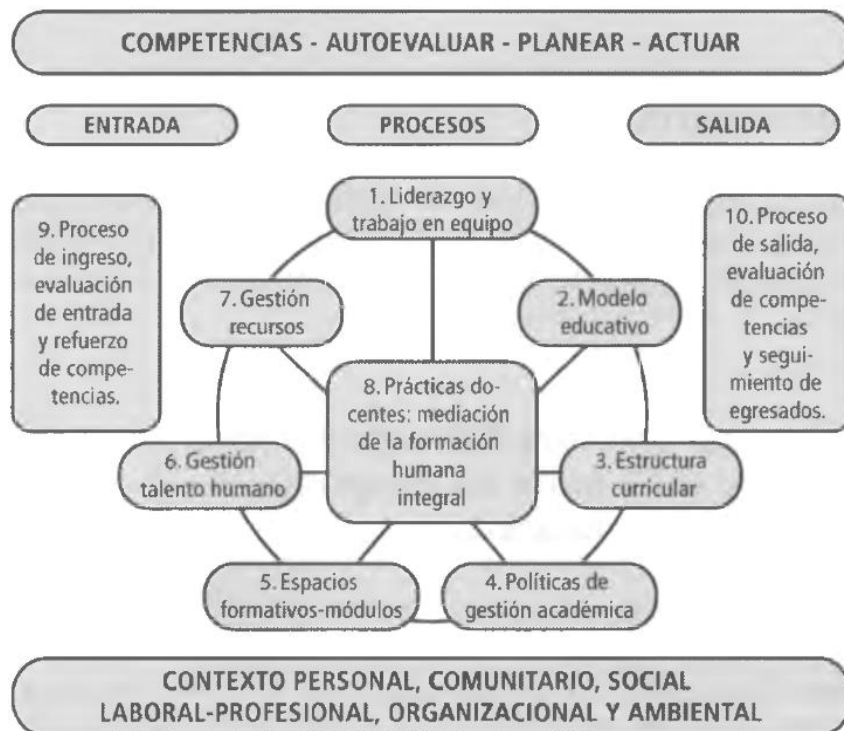 COMPETENCIAS - AUTOEVALUAR - PLANEAR - ACTUAR
ENTRADA
PROCESOS
SALIDA
9. Proceso
de ingreso,
evaluación
de entrada
y refuerzo
de compe-
tencias.
1. Liderazgo y
trabajo en equipo
7. Gestión
recursos
2. Modelo
educativo
8. Prácticas do-
centes: mediación
de la formación
humana
integral
6. Gestión
talento humano
3. Estructura
curricular
5. Espacios
formativos-módulos
4. Políticas de
gestión académica
10. Proceso
de salida,
evaluación
de compe-
tencias
y segui-
miento de
egresados.
CONTEXTO PERSONAL, COMUNITARIO, SOCIAL
LABORAL-PROFESIONAL, ORGANIZACIONAL Y AMBIENTAL